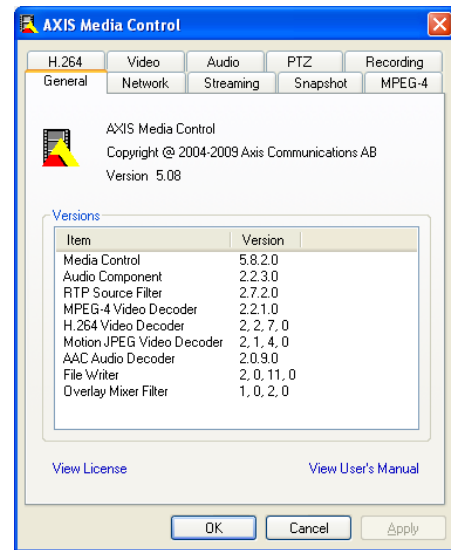 AXIS Media Control
H.264 Video Audio PTZ Recording
General Network Streaming Snapshot MPEG-4
AXIS Media Control
Copyright @ 2004-2009 Axis Communications AB
Version 5.08
Versions
Item Version
Media Control 5.8.2.0
Audio Component 2.2.3.0
RTP Source Filter 2.7.2.0
MPEG-4 Video Decoder 2.2.1.0
H.264 Video Decoder 2, 2, 7, 0
Motion JPEG Video Decoder 2, 1, 4, 0
AAC Audio Decoder 2.0.9.0
File Writer 2, 0, 11, 0
Overlay Mixer Filter 1, 0, 2, 0
View License View User's Manual
OK Cancel Apply